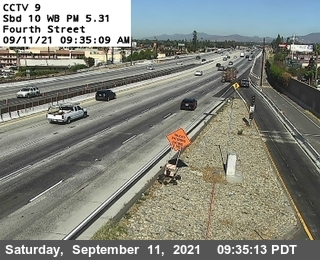 CCTV 9
Sbd 10 WB PM 5.31
Fourth Street
09/11/21 09:35:09 AM
Saturday, September 11, 2021 09:35:13 PDT